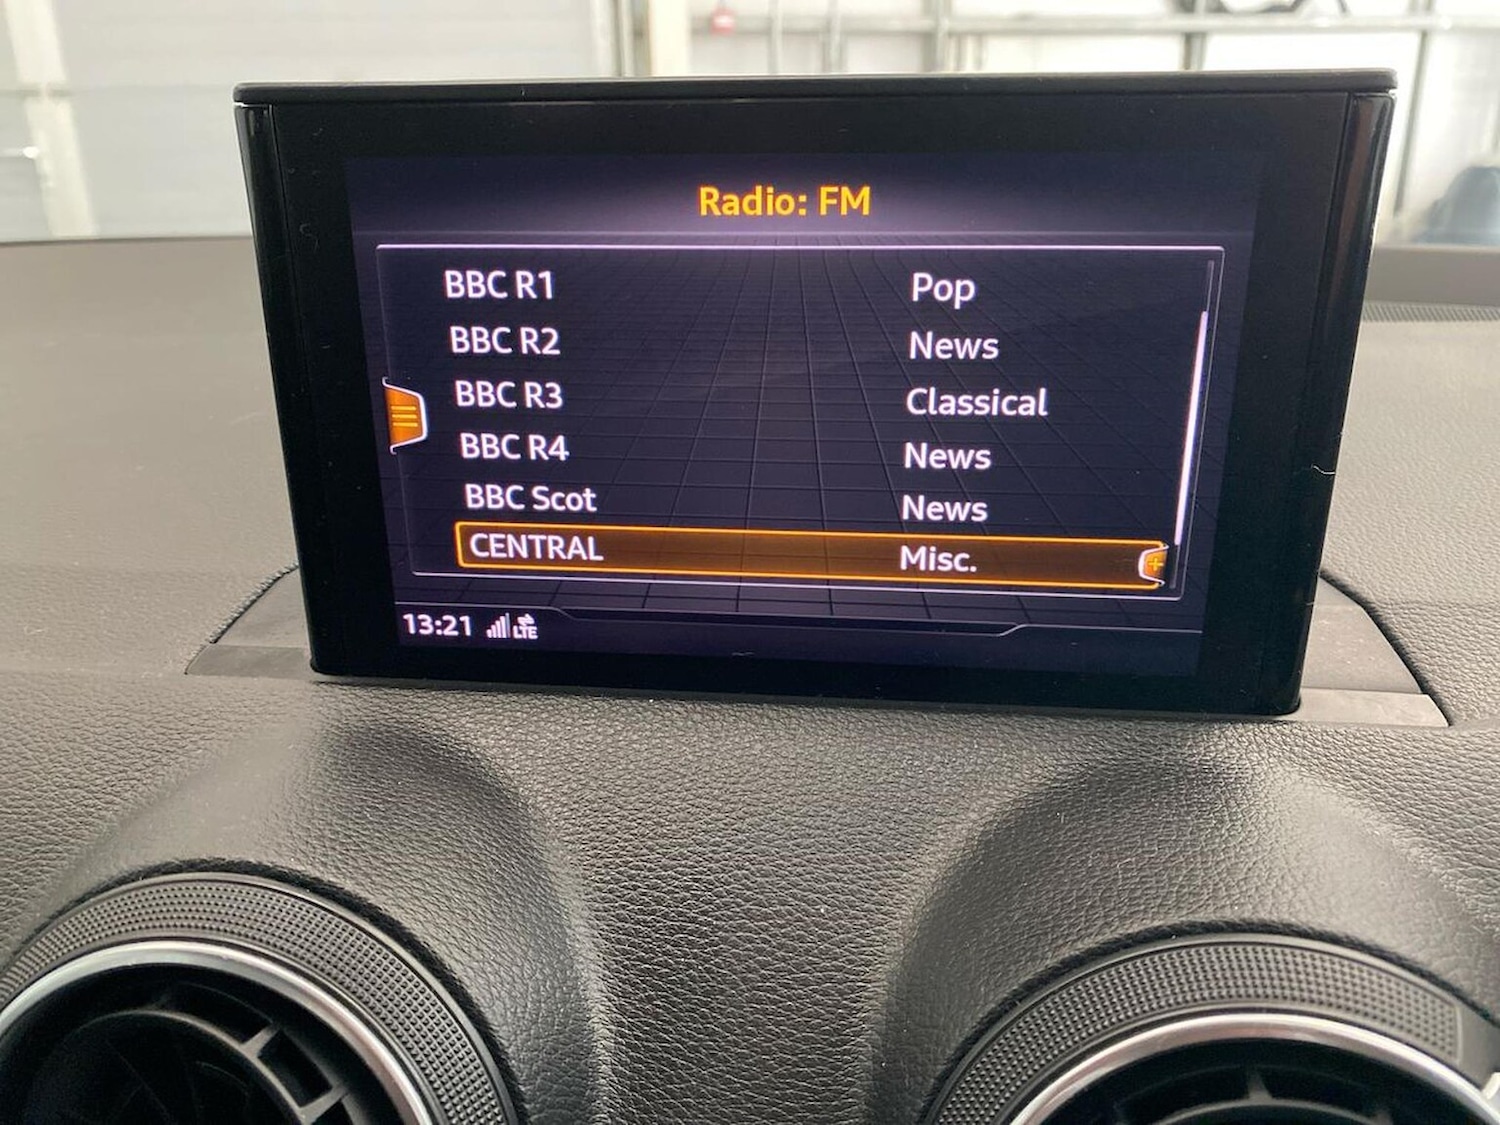 Radio: FM
BBC R1 Pop
BBC R2 News
BBC R3 Classical
BBC R4 News
BBC Scot News
CENTRAL Misc.
13:21 LTE